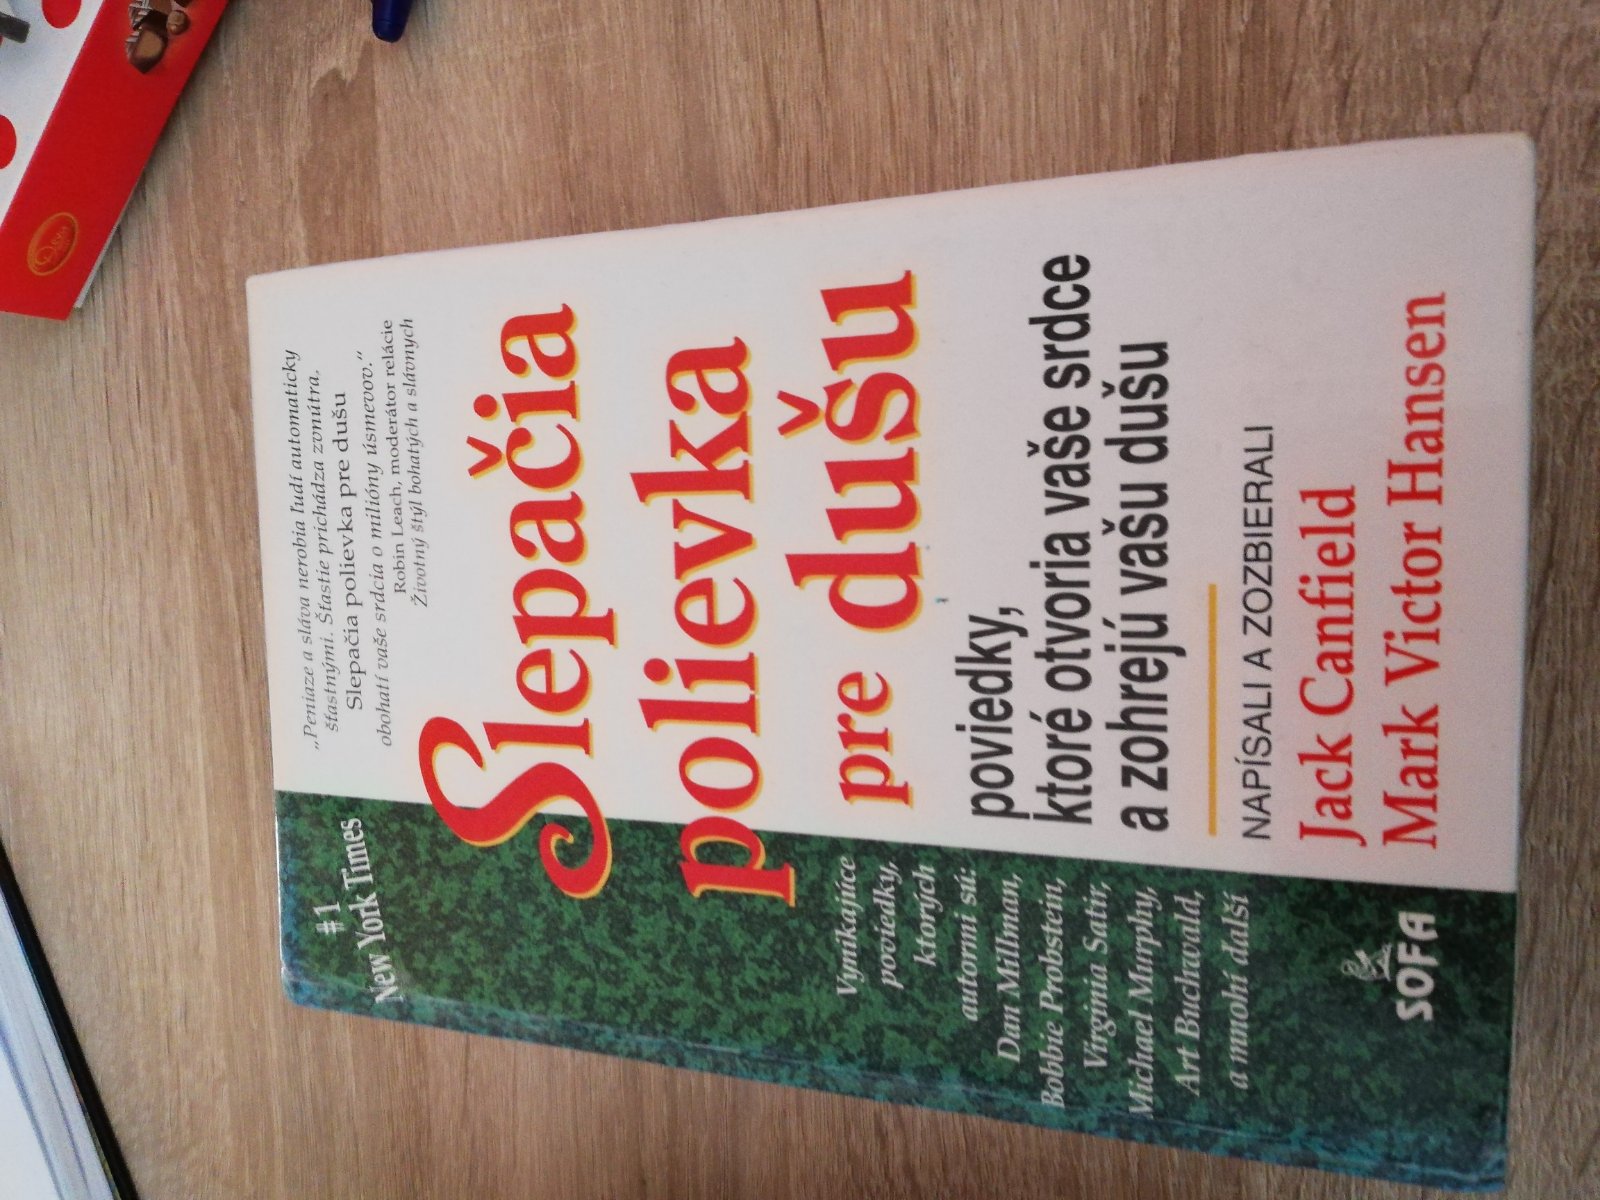 #1
New York Times
„Peniaze a sláva nerobia ľudí automaticky
šťastnými. Šťastie prichádza zvnútra.
Slepačia polievka pre dušu
obohatí vaše srdcia o milióny úsmevov.”
Robin Leach, moderátor relácie
Životný štýl bohatých a slávnych
Slepačia
polievka
pre dušu
Vynikajúce
poviedky,
ktorých
autormi sú:
Dan Millman,
Bobbie Probstein,
Virginia Satir,
Michael Murphy,
Art Buchwald,
a mnohí ďalší
poviedky,
ktoré otvoria vaše srdce
a zohrejú vašu dušu
NAPÍSALI A ZOZBIERALI
Jack Canfield
Mark Victor Hansen
SOFA